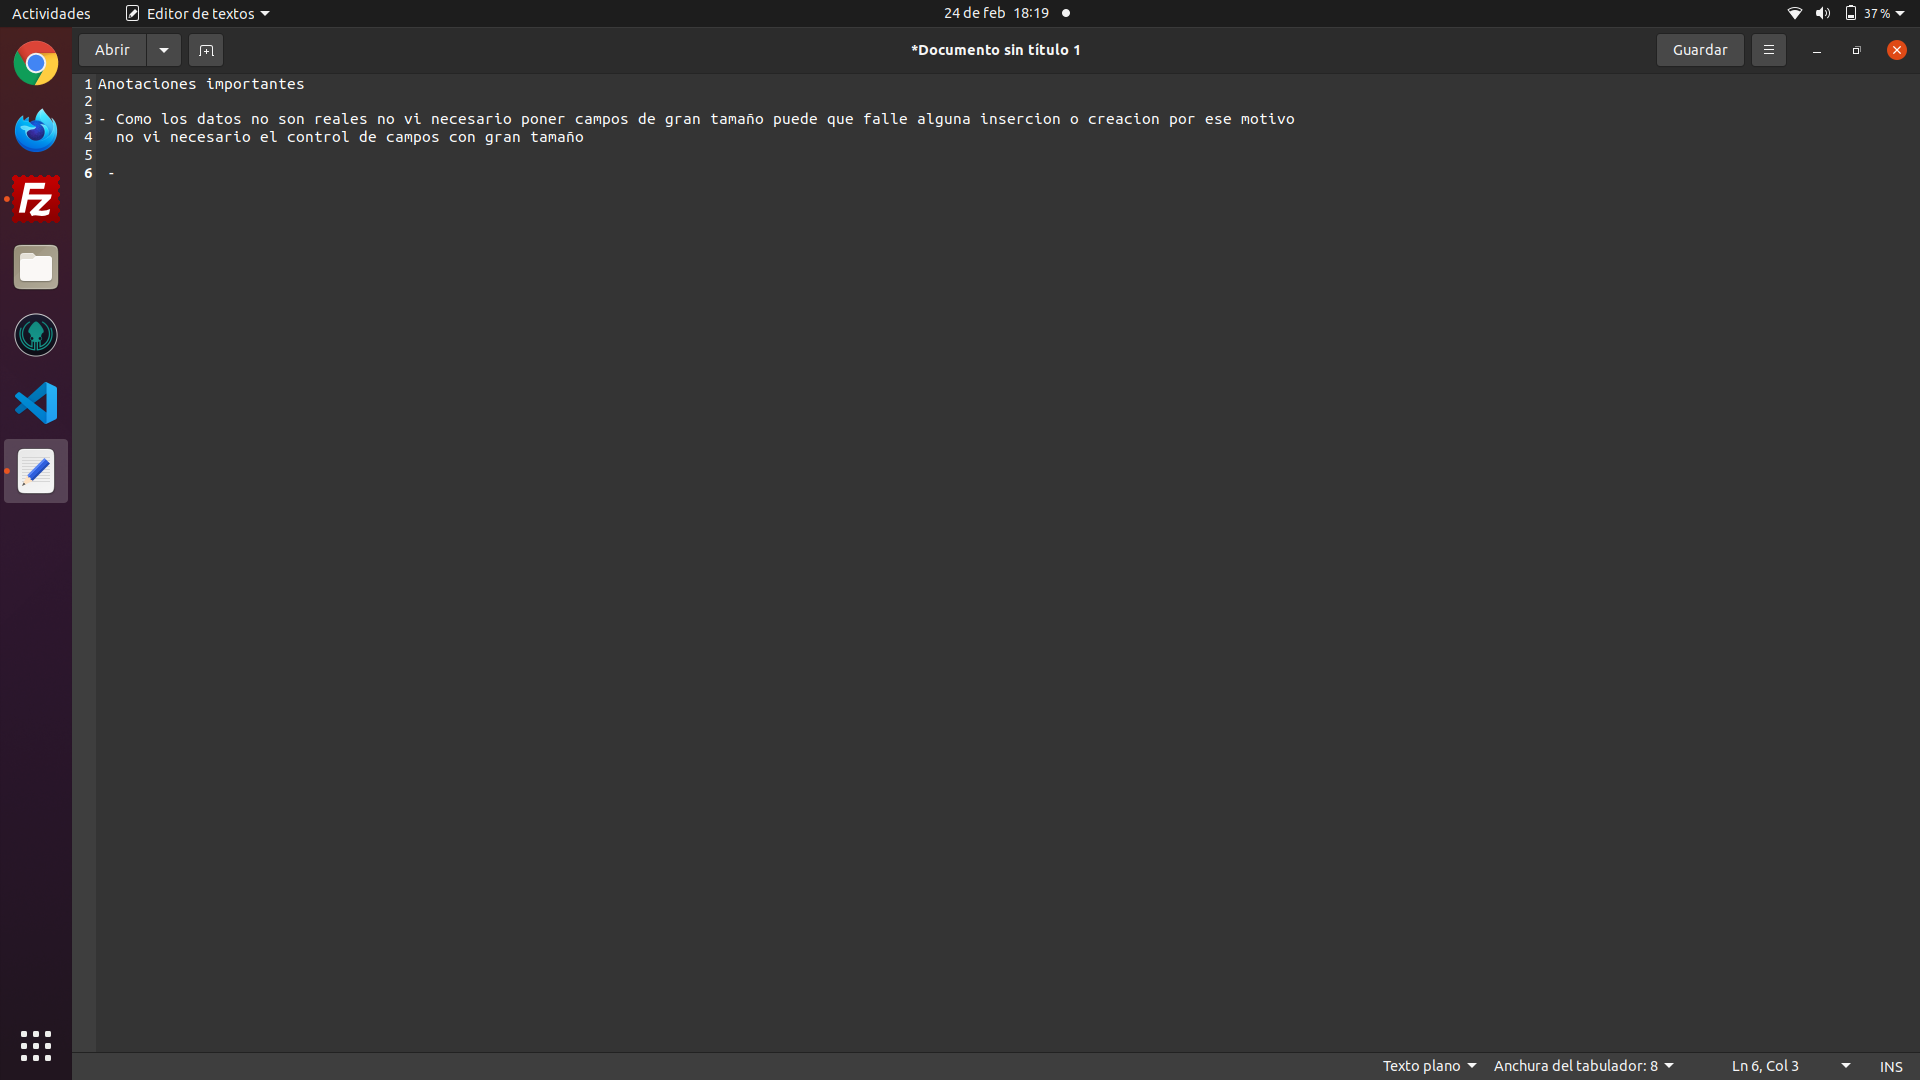 Actividades Editor de textos 24 de feb 18:19 37 %
Abrir *Documento sin título 1 Guardar
1 Anotaciones importantes
2
3 - Como los datos no son reales no vi necesario poner campos de gran tamaño puede que falle alguna insercion o creacion por ese motivo
4 no vi necesario el control de campos con gran tamaño
5
6 -
Texto plano Anchura del tabulador: 8 Ln 6, Col 3 INS
FZ